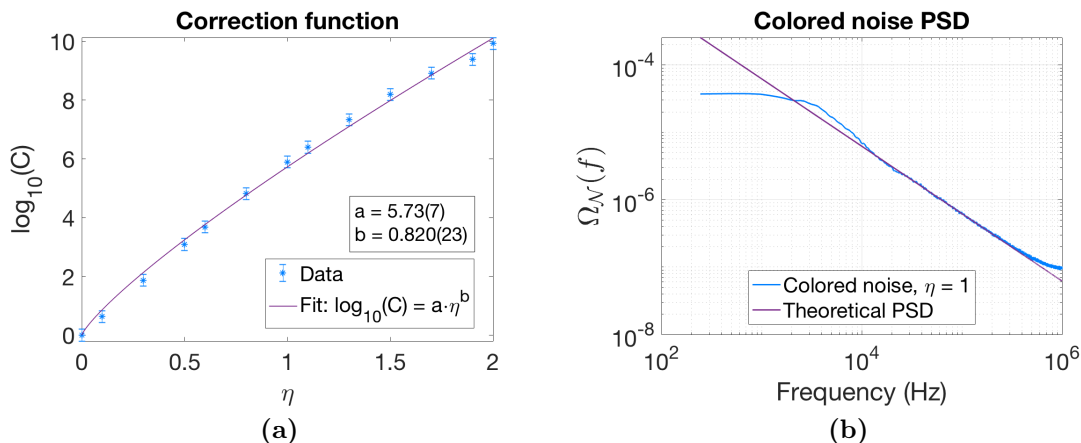 Correction function
log10(C)
10
8
6
4
2
0
a = 5.73(7)
b = 0.820(23)
Data
Fit: log10(C) = a·η^b
0 0.5 1 1.5 2
η
(a)
Colored noise PSD
Ω_𝒩(f)
10^-4
10^-6
10^-8
Colored noise, η = 1
Theoretical PSD
10^2 10^4 10^6
Frequency (Hz)
(b)